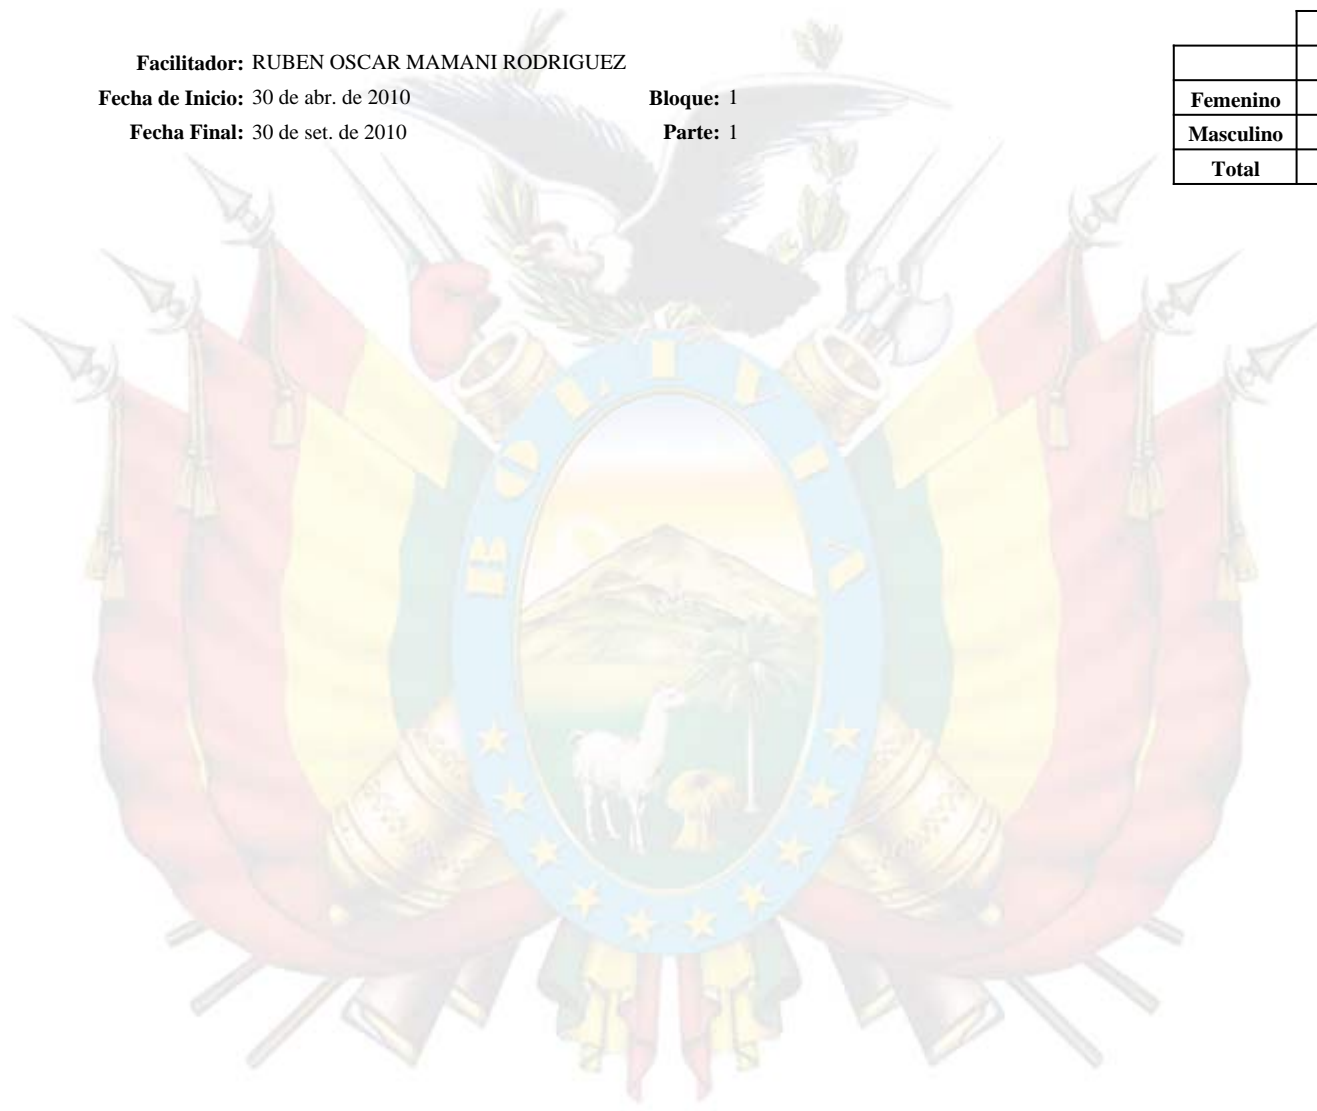 Facilitador: RUBEN OSCAR MAMANI RODRIGUEZ
Fecha de Inicio: 30 de abr. de 2010 Bloque: 1
Fecha Final: 30 de set. de 2010 Parte: 1
Femenino
Masculino
Total
BOLIVIA